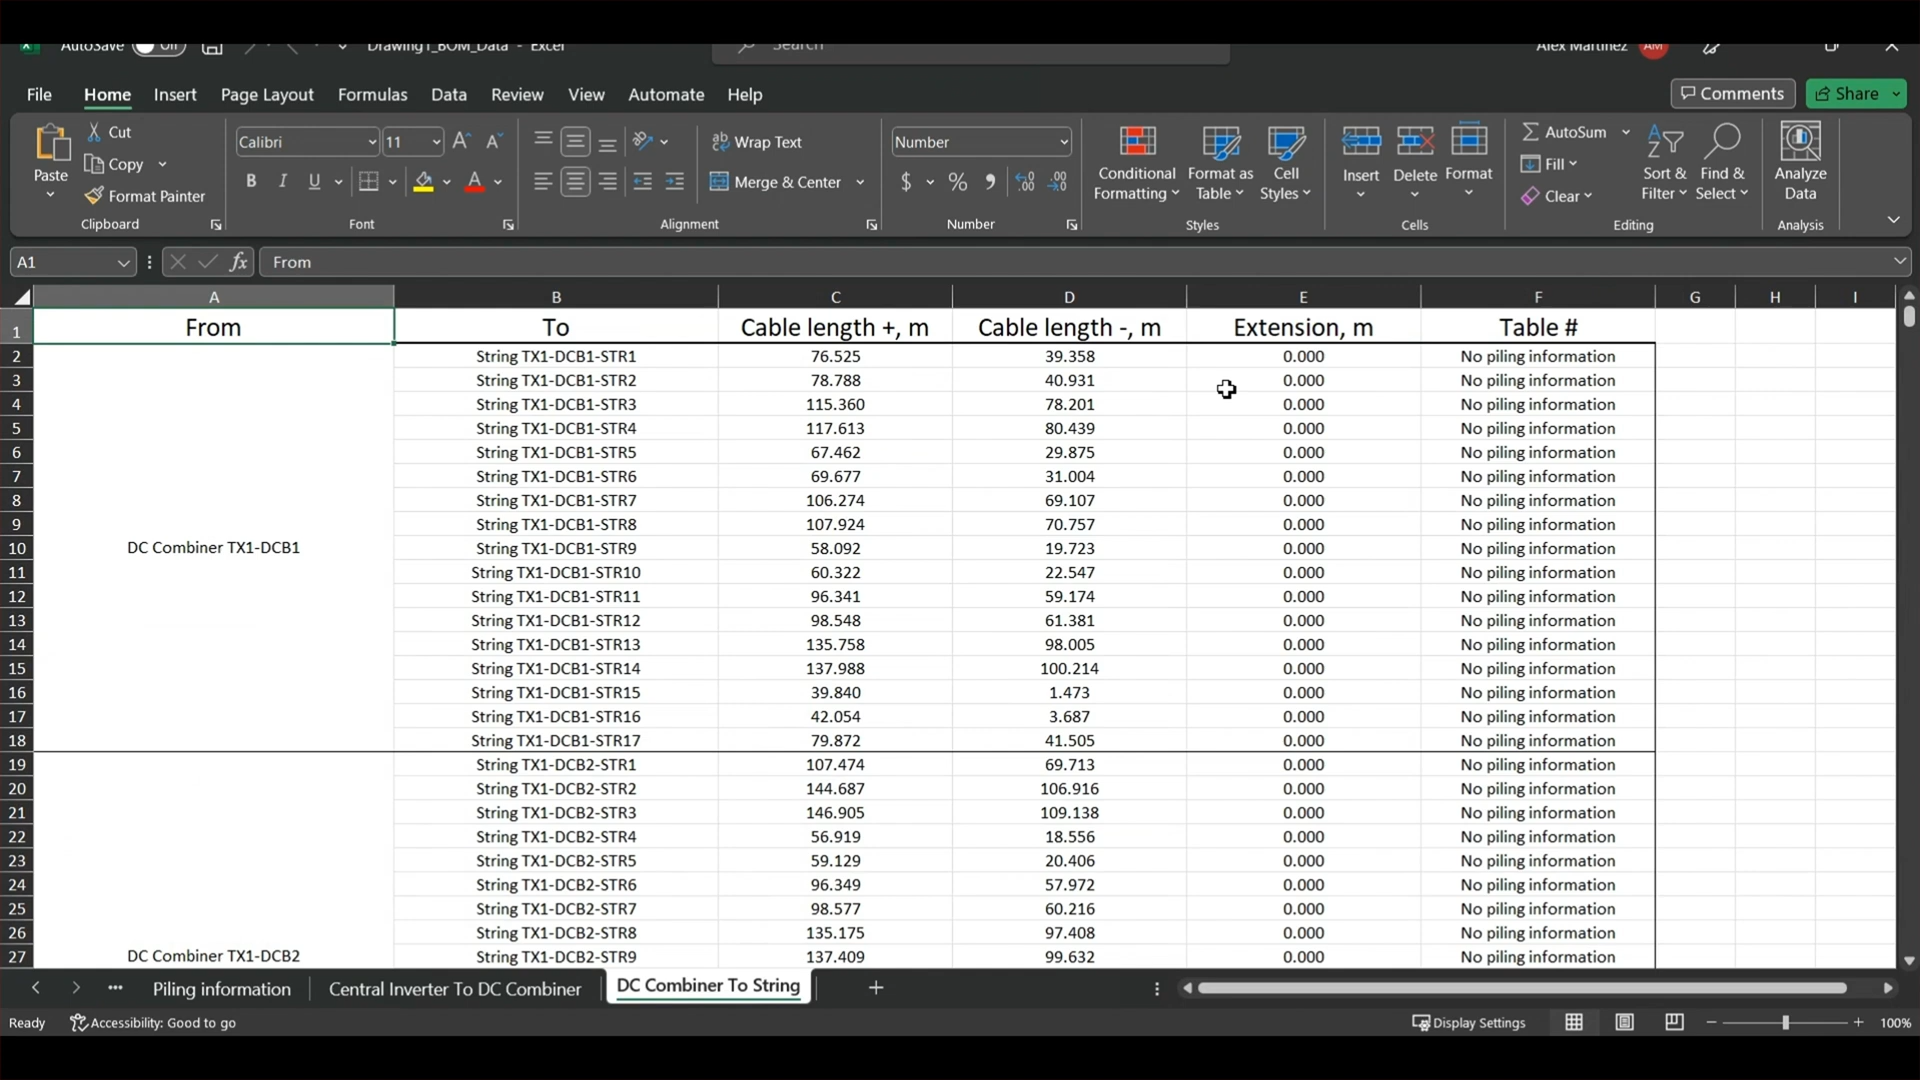 AutoSave Off Drawing1_BOM_Data - Excel Search Alex Martinez AM
File Home Insert Page Layout Formulas Data Review View Automate Help Comments Share
Paste Cut Copy Format Painter Clipboard
Calibri 11 B I U A Font
Wrap Text Merge & Center Alignment
Number $ % Number
Conditional Formatting Format as Table Cell Styles Styles
Insert Delete Format Cells
AutoSum Fill Clear Sort & Filter Find & Select Editing
Analyze Data Analysis
A1 fx From
A B C D E F G H I
1 From To Cable length +, m Cable length -, m Extension, m Table #
2 String TX1-DCB1-STR1 76.525 39.358 0.000 No piling information
3 String TX1-DCB1-STR2 78.788 40.931 0.000 No piling information
4 String TX1-DCB1-STR3 115.360 78.201 0.000 No piling information
5 String TX1-DCB1-STR4 117.613 80.439 0.000 No piling information
6 String TX1-DCB1-STR5 67.462 29.875 0.000 No piling information
7 String TX1-DCB1-STR6 69.677 31.004 0.000 No piling information
8 String TX1-DCB1-STR7 106.274 69.107 0.000 No piling information
9 String TX1-DCB1-STR8 107.924 70.757 0.000 No piling information
10 DC Combiner TX1-DCB1 String TX1-DCB1-STR9 58.092 19.723 0.000 No piling information
11 String TX1-DCB1-STR10 60.322 22.547 0.000 No piling information
12 String TX1-DCB1-STR11 96.341 59.174 0.000 No piling information
13 String TX1-DCB1-STR12 98.548 61.381 0.000 No piling information
14 String TX1-DCB1-STR13 135.758 98.005 0.000 No piling information
15 String TX1-DCB1-STR14 137.988 100.214 0.000 No piling information
16 String TX1-DCB1-STR15 39.840 1.473 0.000 No piling information
17 String TX1-DCB1-STR16 42.054 3.687 0.000 No piling information
18 String TX1-DCB1-STR17 79.872 41.505 0.000 No piling information
19 String TX1-DCB2-STR1 107.474 69.713 0.000 No piling information
20 String TX1-DCB2-STR2 144.687 106.916 0.000 No piling information
21 String TX1-DCB2-STR3 146.905 109.138 0.000 No piling information
22 String TX1-DCB2-STR4 56.919 18.556 0.000 No piling information
23 String TX1-DCB2-STR5 59.129 20.406 0.000 No piling information
24 String TX1-DCB2-STR6 96.349 57.972 0.000 No piling information
25 String TX1-DCB2-STR7 98.577 60.216 0.000 No piling information
26 String TX1-DCB2-STR8 135.175 97.408 0.000 No piling information
27 DC Combiner TX1-DCB2 String TX1-DCB2-STR9 137.409 99.632 0.000 No piling information
Piling information Central Inverter To DC Combiner DC Combiner To String
Ready Accessibility: Good to go Display Settings 100%